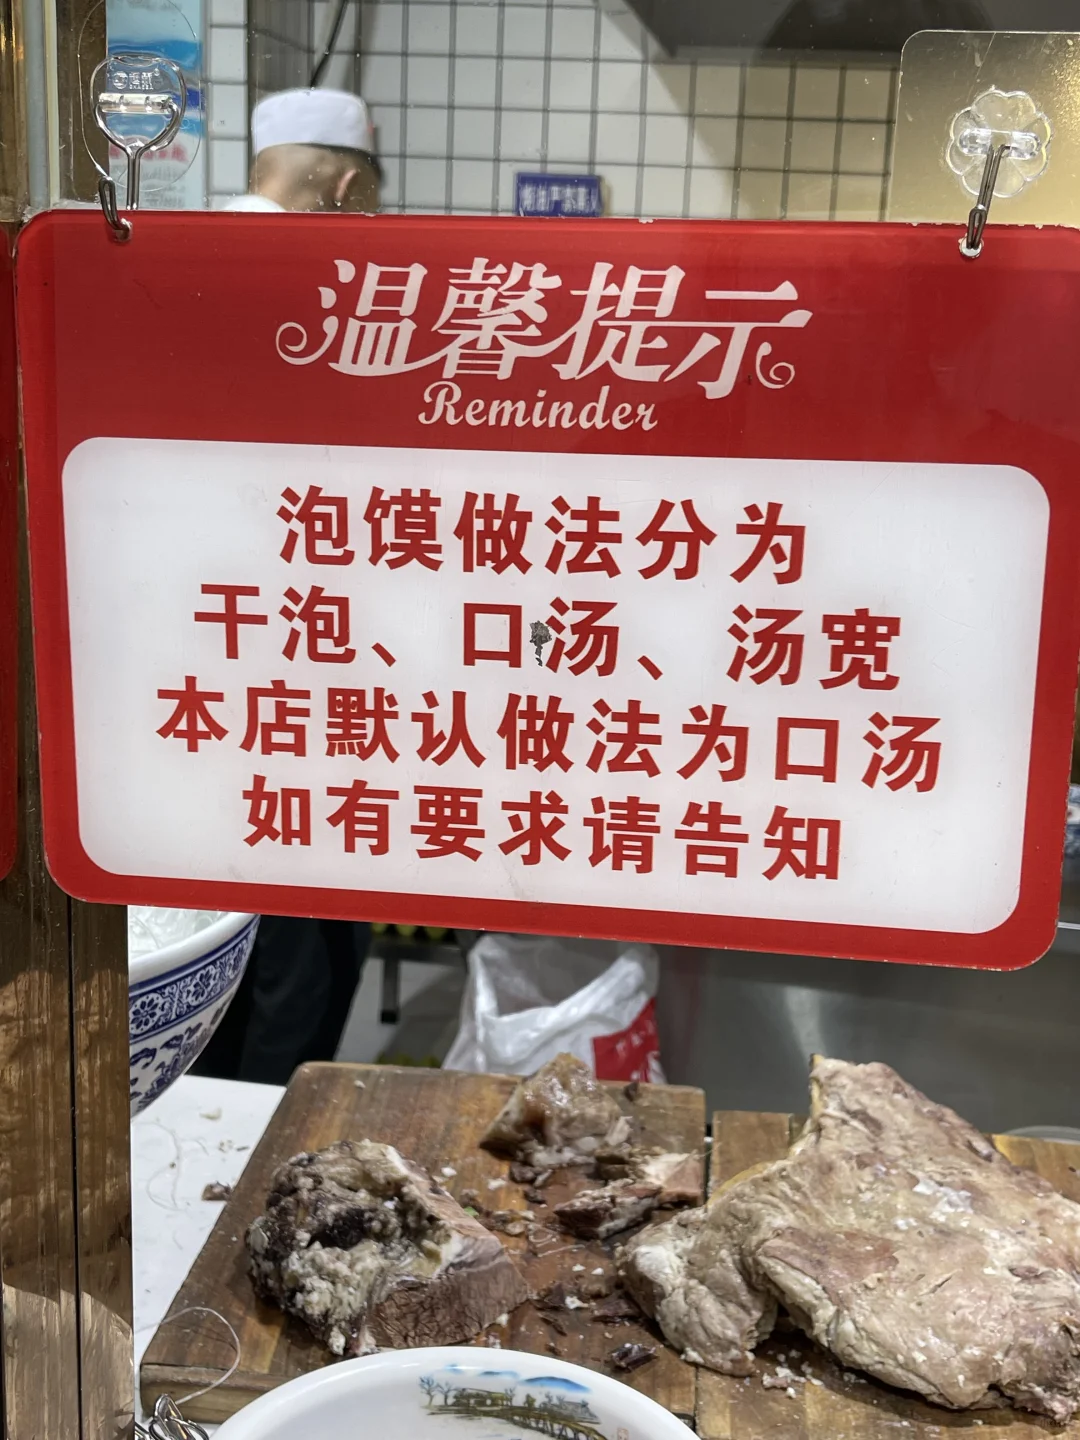 温馨提示
Reminder
泡馍做法分为
干泡、口汤、汤宽
本店默认做法为口汤
如有要求请告知